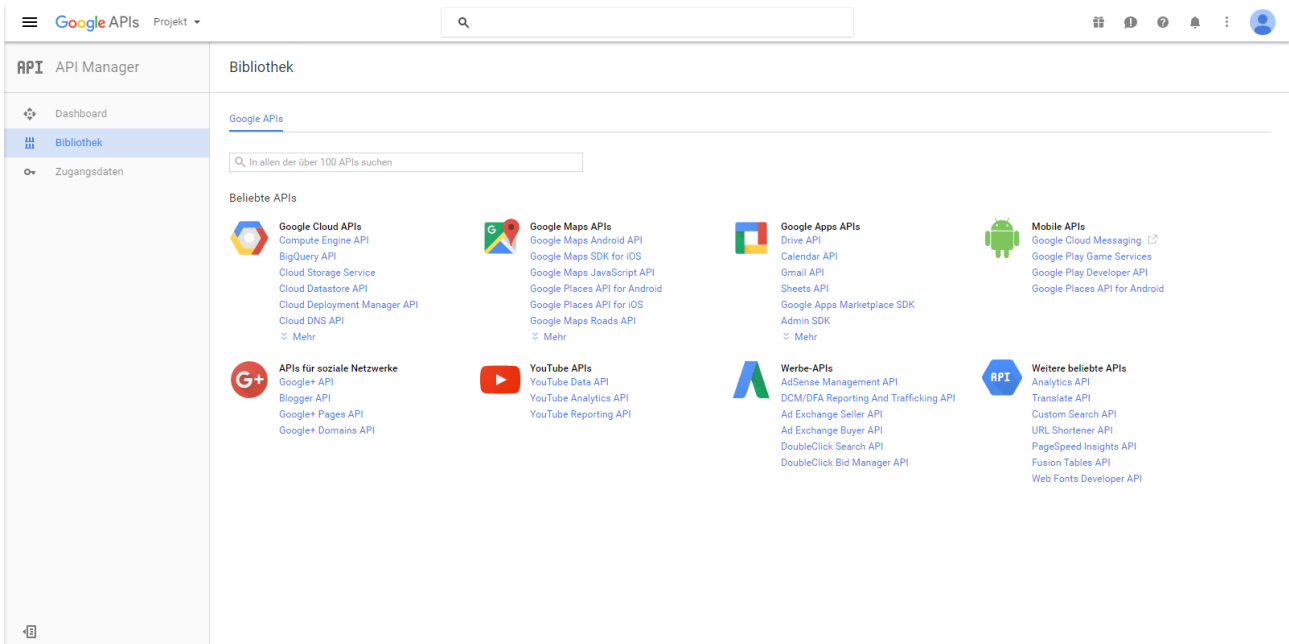 Google APIs Projekt
API API Manager
Bibliothek
Dashboard
Bibliothek
Zugangsdaten
Google APIs
In allen der über 100 APIs suchen
Beliebte APIs
Google Cloud APIs
Compute Engine API
BigQuery API
Cloud Storage Service
Cloud Datastore API
Cloud Deployment Manager API
Cloud DNS API
Mehr
Google Maps APIs
Google Maps Android API
Google Maps SDK for iOS
Google Maps JavaScript API
Google Places API for Android
Google Places API for iOS
Google Maps Roads API
Mehr
Google Apps APIs
Drive API
Calendar API
Gmail API
Sheets API
Google Apps Marketplace SDK
Admin SDK
Mehr
Mobile APIs
Google Cloud Messaging
Google Play Game Services
Google Play Developer API
Google Places API for Android
G+
APIs für soziale Netzwerke
Google+ API
Blogger API
Google+ Pages API
Google+ Domains API
YouTube APIs
YouTube Data API
YouTube Analytics API
YouTube Reporting API
Werbe-APIs
AdSense Management API
DCM/DFA Reporting And Trafficking API
Ad Exchange Seller API
Ad Exchange Buyer API
DoubleClick Search API
DoubleClick Bid Manager API
API
Weitere beliebte APIs
Analytics API
Translate API
Custom Search API
URL Shortener API
PageSpeed Insights API
Fusion Tables API
Web Fonts Developer API